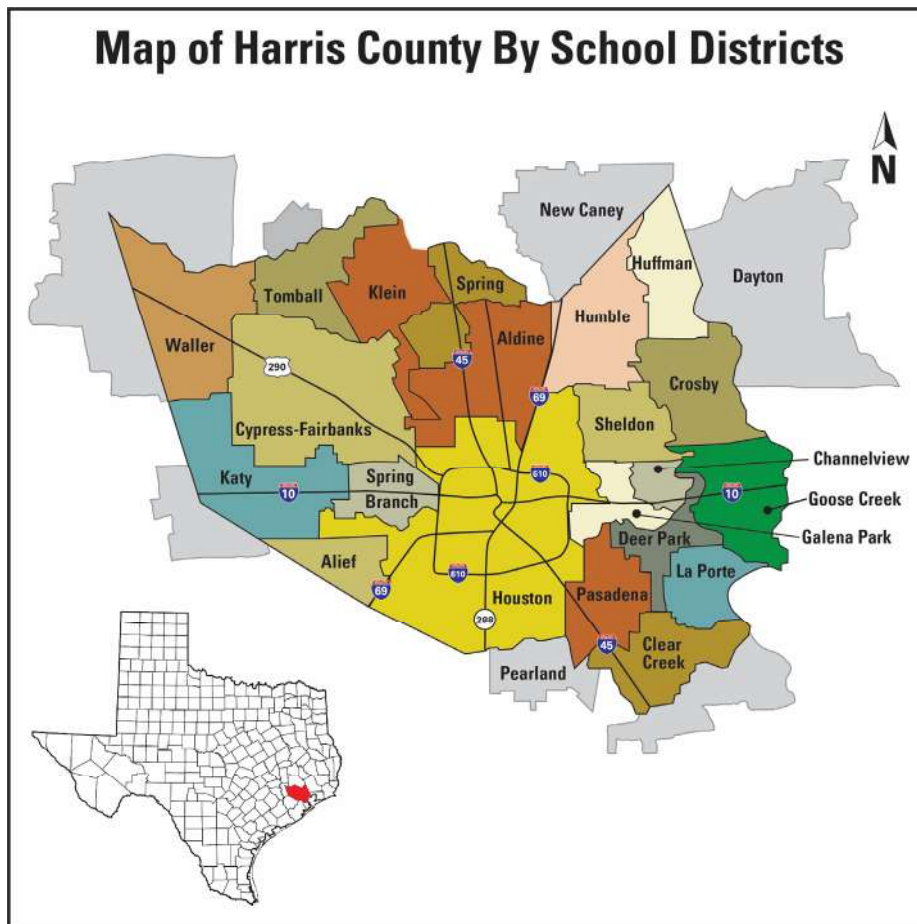 Map of Harris County By School Districts
N
New Caney
Huffman
Dayton
Spring
Klein
Tomball
Humble
Aldine
Waller
290
45
69
Crosby
Sheldon
Cypress-Fairbanks
Channelview
Spring
Katy
610
10
Branch
10
Goose Creek
Galena Park
Deer Park
Alief
La Porte
69
610
Houston
Pasadena
288
45
Clear
Creek
Pearland